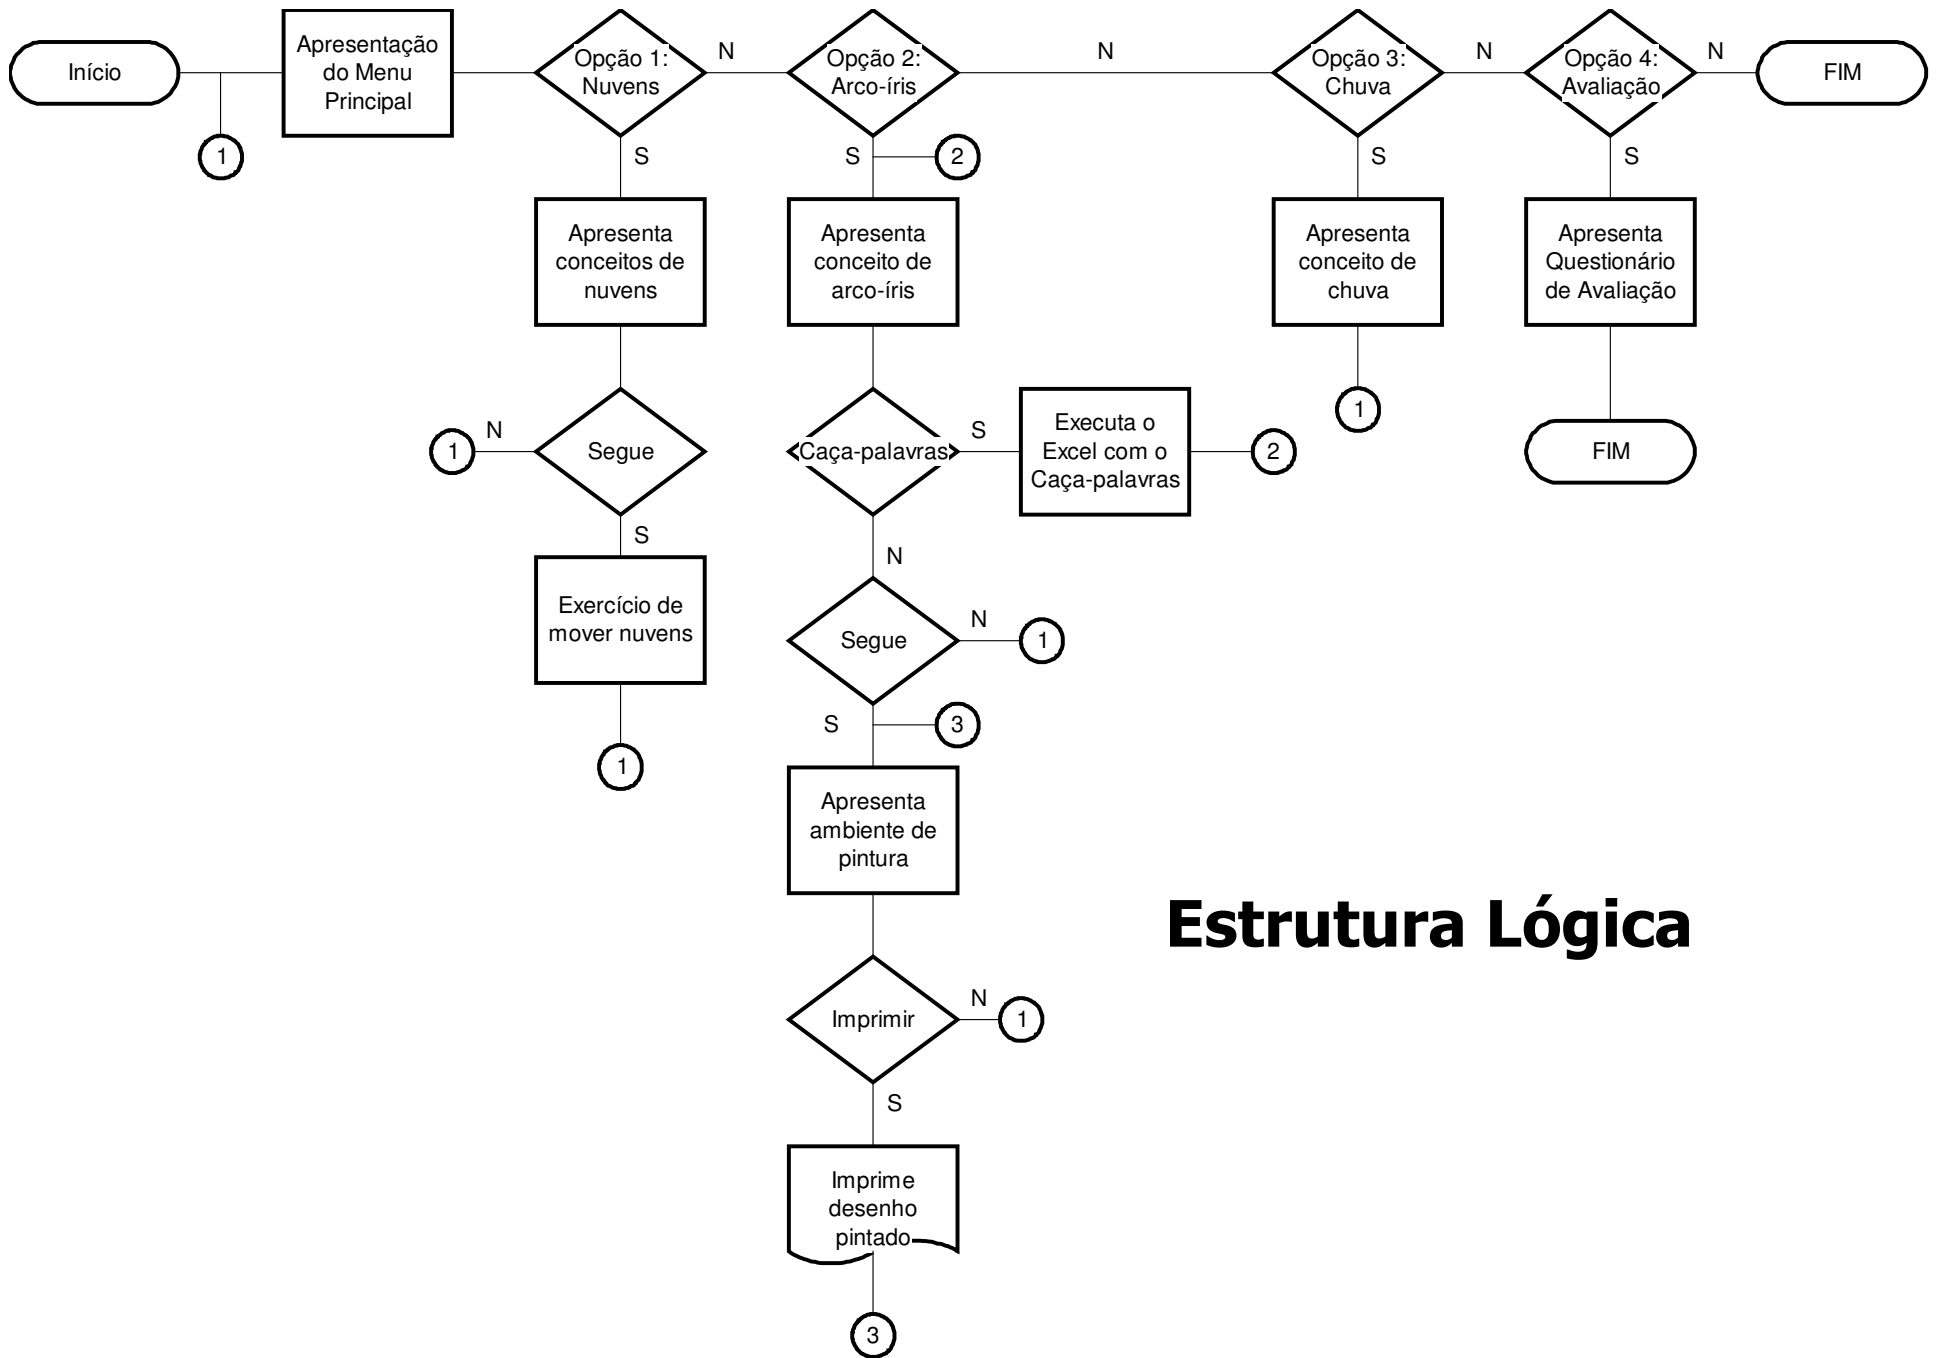 Início
1
Apresentação
do Menu
Principal
Opção 1:
Nuvens
N
S
Opção 2:
Arco-íris
N
S
2
Opção 3:
Chuva
N
S
Opção 4:
Avaliação
N
S
FIM
Apresenta
conceitos de
nuvens
Apresenta
conceito de
arco-íris
Apresenta
conceito de
chuva
Apresenta
Questionário
de Avaliação
1
N
Segue
S
Caça-palavras
S
N
Executa o
Excel com o
Caça-palavras
2
1
FIM
Exercício de
mover nuvens
1
Segue
N
1
S
3
Apresenta
ambiente de
pintura
Estrutura Lógica
Imprimir
N
1
S
Imprime
desenho
pintado
3